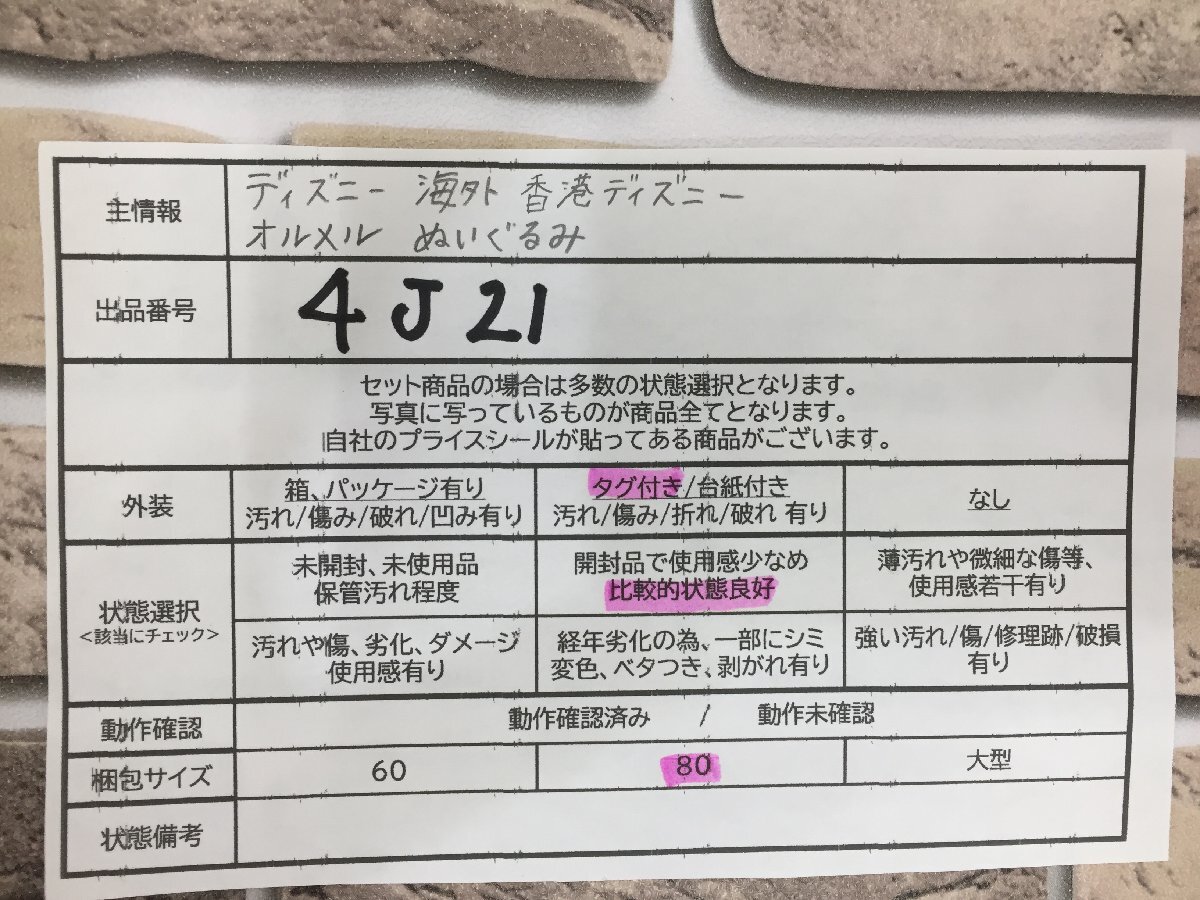 主情報
ディズニー 海外 香港ディズニー
オルメル ぬいぐるみ
出品番号
4J21
セット商品の場合は多数の状態選択となります。
写真に写っているものが商品全てとなります。
自社のプライスシールが貼ってある商品がございます。
外装
箱、パッケージ有り
汚れ/傷み/破れ/凹み有り
タグ付き/台紙付き
汚れ/傷み/折れ/破れ 有り
なし
状態選択
<該当にチェック>
未開封、未使用品
保管汚れ程度
開封品で使用感少なめ
比較的状態良好
薄汚れや微細な傷等、
使用感若干有り
汚れや傷、劣化、ダメージ
使用感有り
経年劣化の為、一部にシミ
変色、ベタつき、剥がれ有り
強い汚れ/傷/修理跡/破損
有り
動作確認
動作確認済み / 動作未確認
梱包サイズ
60
80
大型
状態備考